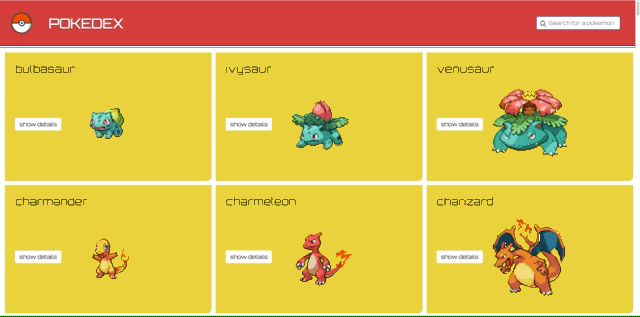 POKEDEX
Search for a pokemon
bulbasaur
ivysaur
venusaur
show details
show details
show details
charmander
charmeleon
charizard
show details
show details
show details